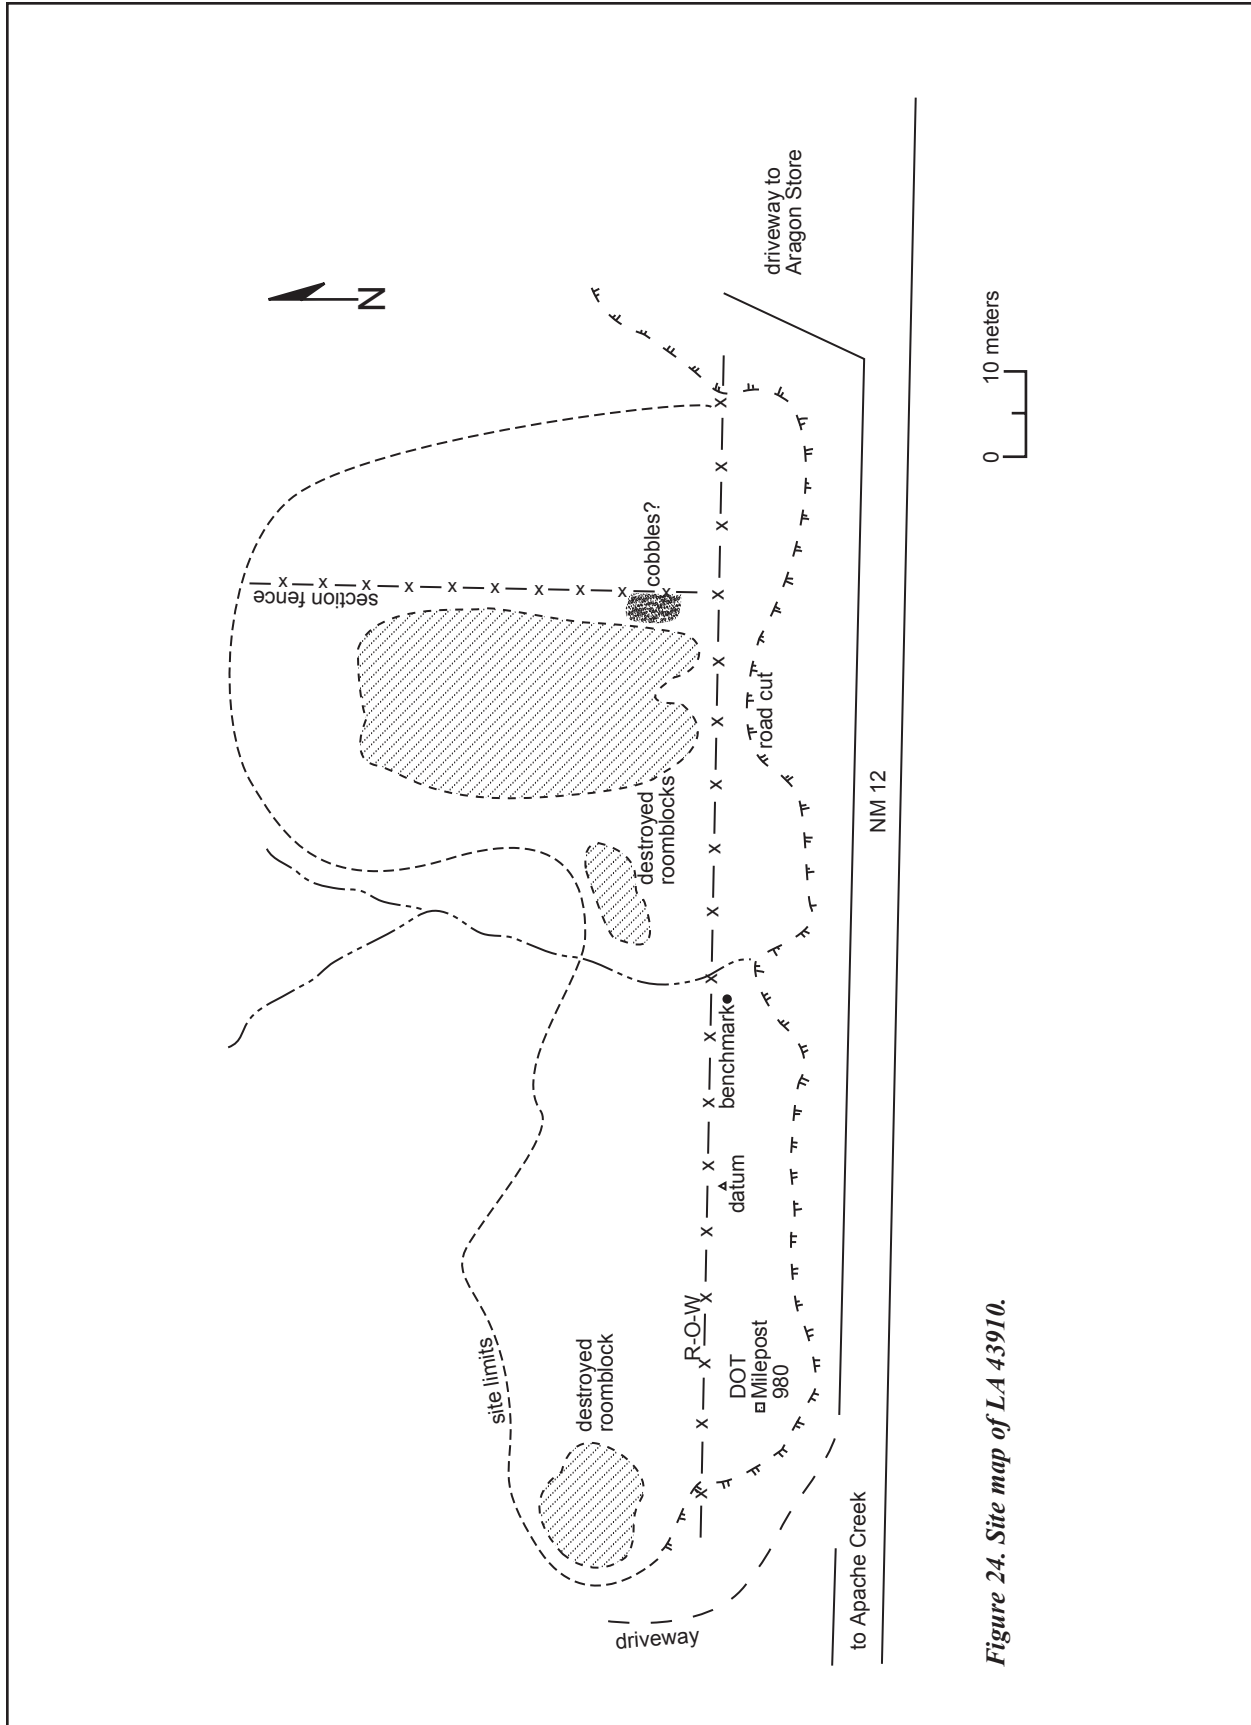 N
driveway to
Aragon Store
section fence
cobbles?
road cut
destroyed
roomblocks
NM 12
0
10 meters
benchmark
datum
R-O-W
DOT
Milepost
980
site limits
destroyed
roomblock
driveway
to Apache Creek
Figure 24. Site map of LA 43910.